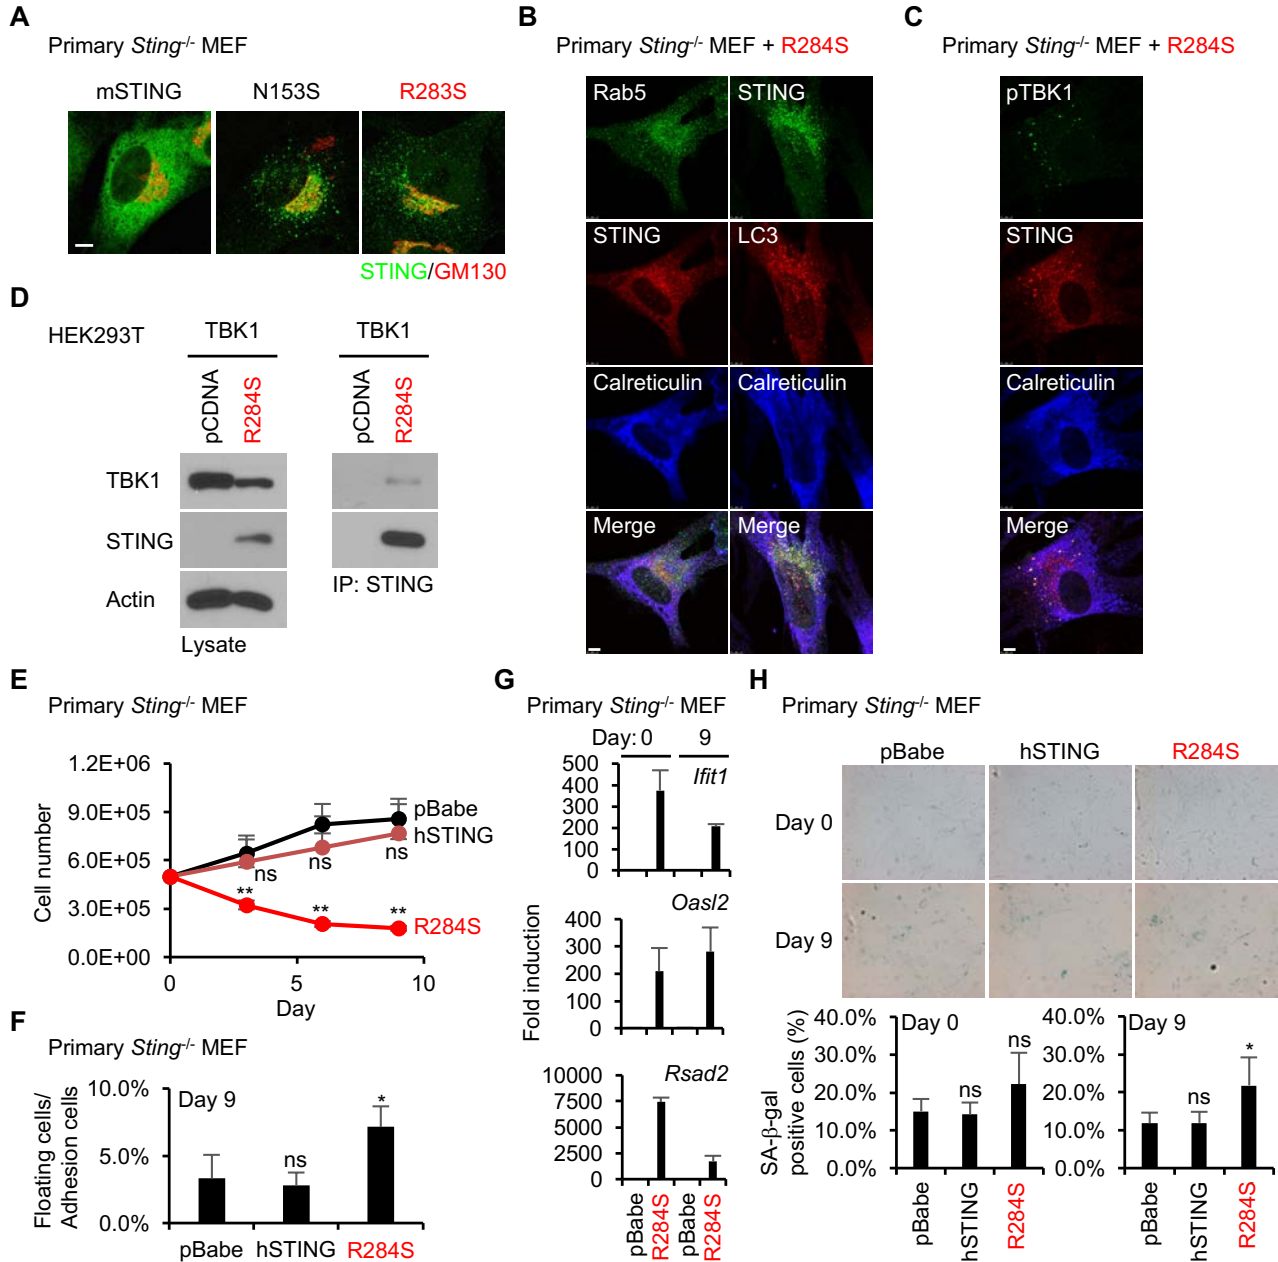 A
Primary Sting-/- MEF
mSTING N153S R283S
STING/GM130
B
Primary Sting-/- MEF + R284S
Rab5 STING
STING LC3
Calreticulin Calreticulin
Merge Merge
C
Primary Sting-/- MEF + R284S
pTBK1
STING
Calreticulin
Merge
D
HEK293T
TBK1 TBK1
pCDNA R284S pCDNA R284S
TBK1
STING
Actin
Lysate
IP: STING
E
Primary Sting-/- MEF
Cell number
1.2E+06
9.0E+05
6.0E+05
3.0E+05
0.0E+00
pBabe
hSTING
ns ns ns
** ** **
R284S
0 5 10
Day
F
Primary Sting-/- MEF
Floating cells/
Adhesion cells
10.0%
5.0%
0.0%
Day 9
ns *
pBabe hSTING R284S
G
Primary Sting-/- MEF
Day: 0 9
Fold induction
Ifit1
500
400
300
200
100
0
Oasl2
400
300
200
100
0
Rsad2
10000
7500
5000
2500
0
pBabe R284S pBabe R284S
H
Primary Sting-/- MEF
pBabe hSTING R284S
Day 0
Day 9
SA-β-gal
positive cells (%)
40.0%
30.0%
20.0%
10.0%
0.0%
Day 0
ns ns
pBabe hSTING R284S
40.0%
30.0%
20.0%
10.0%
0.0%
Day 9
ns *
pBabe hSTING R284S